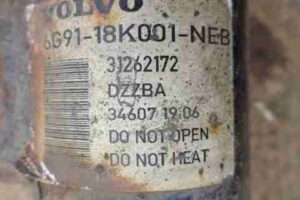 VOLVO
6G91-18K001-NEB
31262172
DZZBA
34607 19 06
DO NOT OPEN
DO NOT HEAT